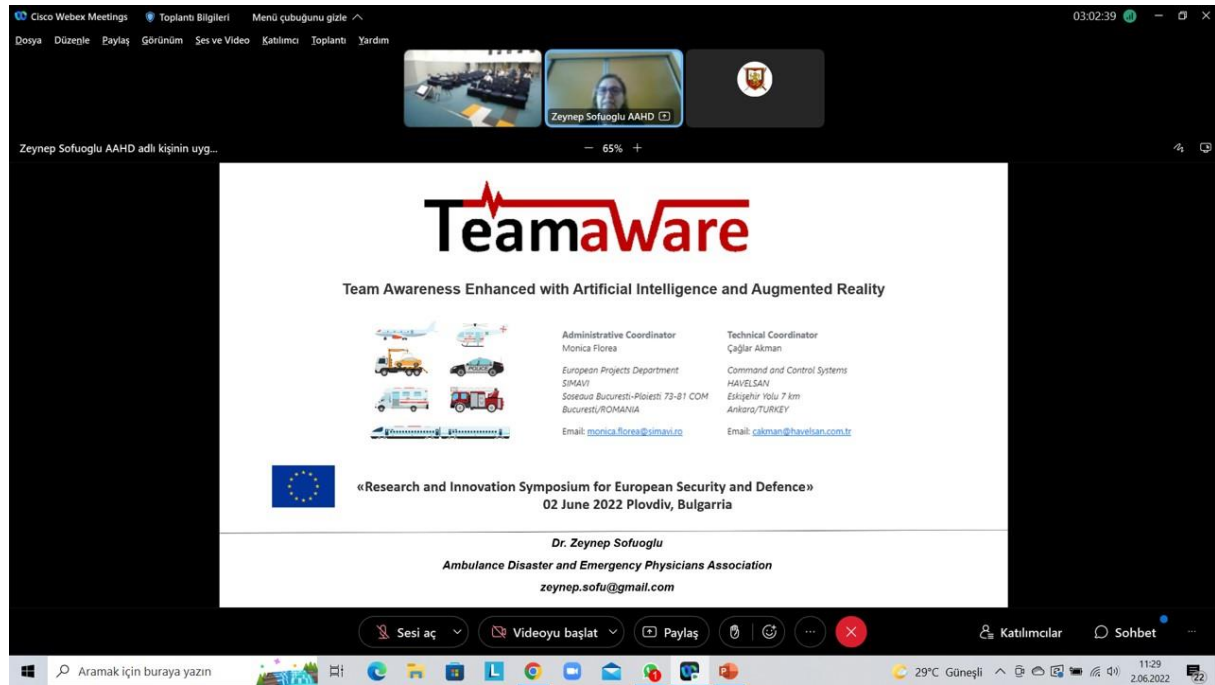 Cisco Webex Meetings Toplantı Bilgileri Menü çubuğunu gizle 03:02:39
Dosya Düzenle Paylaş Görünüm Ses ve Video Katılımcı Toplantı Yardım
Zeynep Sofuoglu AAHD
Zeynep Sofuoglu AAHD adlı kişinin uyg... − 65% +
TeamaWare
Team Awareness Enhanced with Artificial Intelligence and Augmented Reality
POLICE
Administrative Coordinator
Monica Florea
European Projects Department
SIMAVI
Soseaua Bucuresti-Ploiesti 73-81 COM
Bucuresti/ROMANIA
Email: monica.florea@simavi.ro
Technical Coordinator
Çağlar Akman
Command and Control Systems
HAVELSAN
Eskişehir Yolu 7 km
Ankara/TURKEY
Email: cakman@havelsan.com.tr
«Research and Innovation Symposium for European Security and Defence»
02 June 2022 Plovdiv, Bulgarria
Dr. Zeynep Sofuoglu
Ambulance Disaster and Emergency Physicians Association
zeynep.sofu@gmail.com
Sesi aç Videoyu başlat Paylaş Katılımcılar Sohbet
Aramak için buraya yazın L 29°C Güneşli 11:29
2.06.2022 22